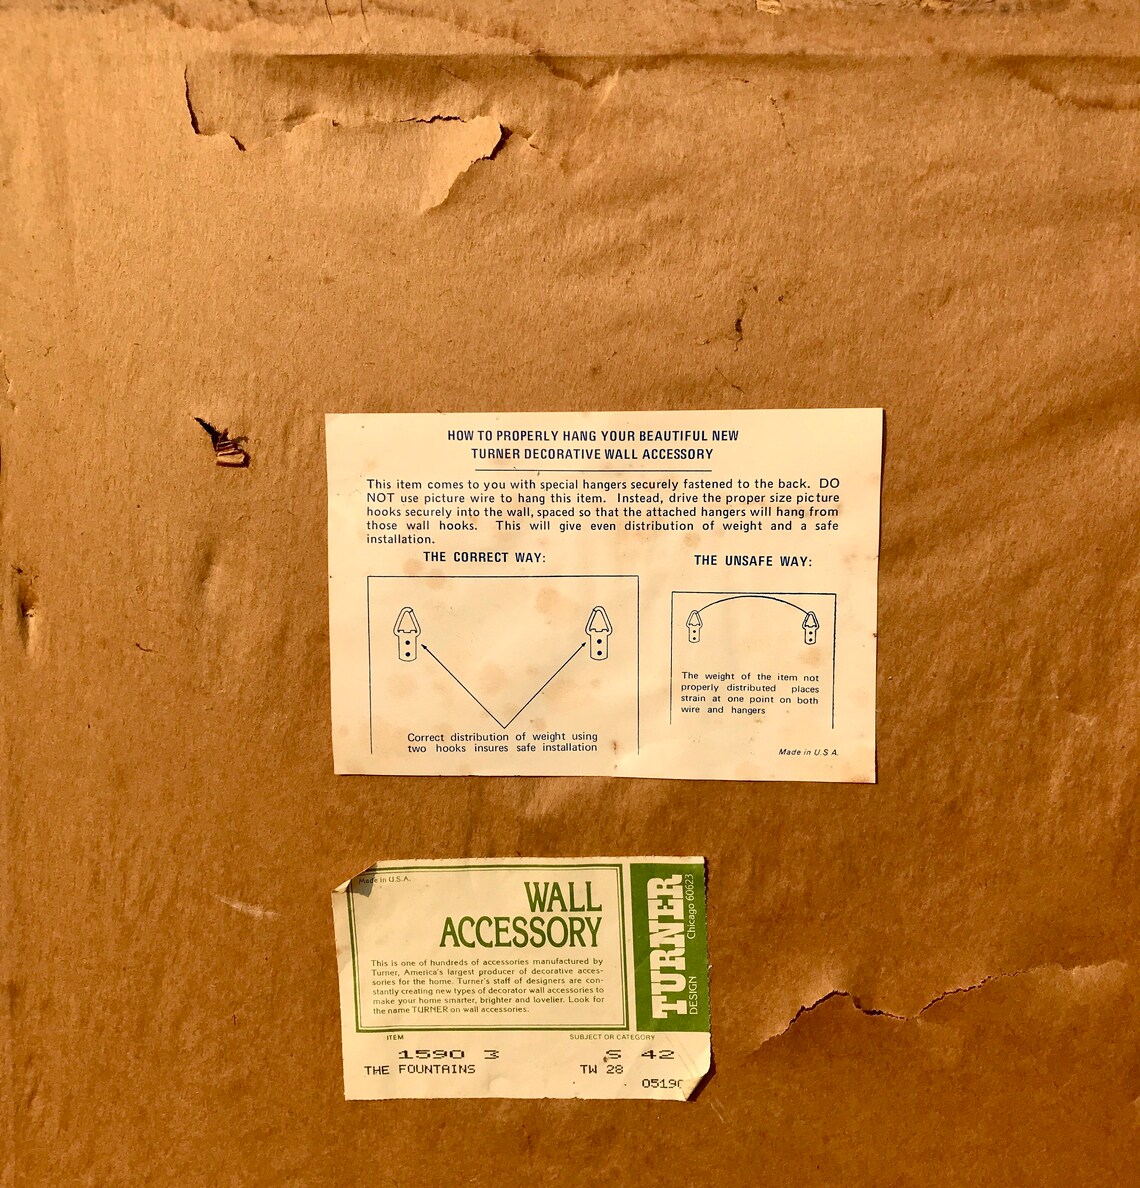 HOW TO PROPERLY HANG YOUR BEAUTIFUL NEW
TURNER DECORATIVE WALL ACCESSORY
This item comes to you with special hangers securely fastened to the back. DO
NOT use picture wire to hang this item. Instead, drive the proper size picture
hooks securely into the wall, spaced so that the attached hangers will hang from
those wall hooks. This will give even distribution of weight and a safe
installation.
THE CORRECT WAY:
Correct distribution of weight using
two hooks insures safe installation
THE UNSAFE WAY:
The weight of the item not
properly distributed places
strain at one point on both
wire and hangers
Made in U.S A.
Made in U.S.A.
WALL
ACCESSORY
This is one of hundreds of accessories manufactured by
Turner, America's largest producer of decorative acces-
sories for the home. Turner's staff of designers are con-
stantly creating new types of decorator wall accessories to
make your home smarter, brighter and lovelier. Look for
the name TURNER on wall accessories.
TURNER
DESIGN Chicago 60623
ITEM SUBJECT OR CATEGORY
1590 3 S 42
THE FOUNTAINS TW 28